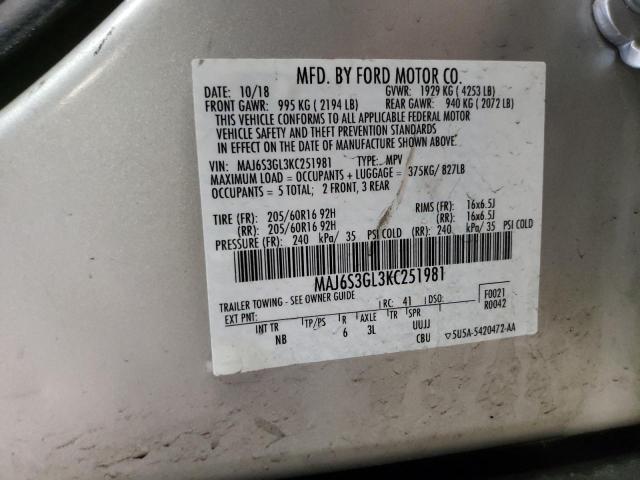 MFD. BY FORD MOTOR CO.
DATE: 10/18 GVWR: 1929 KG ( 4253 LB)
FRONT GAWR: 995 KG ( 2194 LB) REAR GAWR: 940 KG ( 2072 LB)
THIS VEHICLE CONFORMS TO ALL APPLICABLE FEDERAL MOTOR
VEHICLE SAFETY AND THEFT PREVENTION STANDARDS
IN EFFECT ON THE DATE OF MANUFACTURE SHOWN ABOVE.
VIN: MAJ6S3GL3KC251981 TYPE: MPV
MAXIMUM LOAD = OCCUPANTS + LUGGAGE = 375KG/ 827LB
OCCUPANTS = 5 TOTAL; 2 FRONT, 3 REAR
TIRE (FR): 205/60R16 92H RIMS (FR): 16x6.5J
(RR): 205/60R16 92H (RR): 16x6.5J
PRESSURE (FR): 240 kPa/ 35 PSI COLD (RR): 240 kPa/35 PSI COLD
MAJ6S3GL3KC251981
TRAILER TOWING - SEE OWNER GUIDE
RC: 41 DSO: F0021
EXT PNT: R0042
INT TR TP/PS R AXLE TR SPR
NB 6 3L UUJJ
CBU 5U5A-5420472-AA